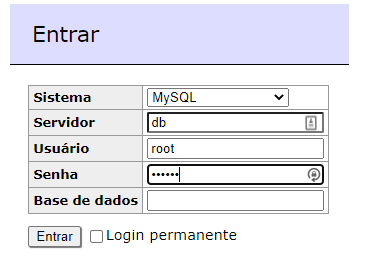 Entrar
Sistema MySQL
Servidor db
Usuário root
Senha ••••••
Base de dados
Entrar Login permanente